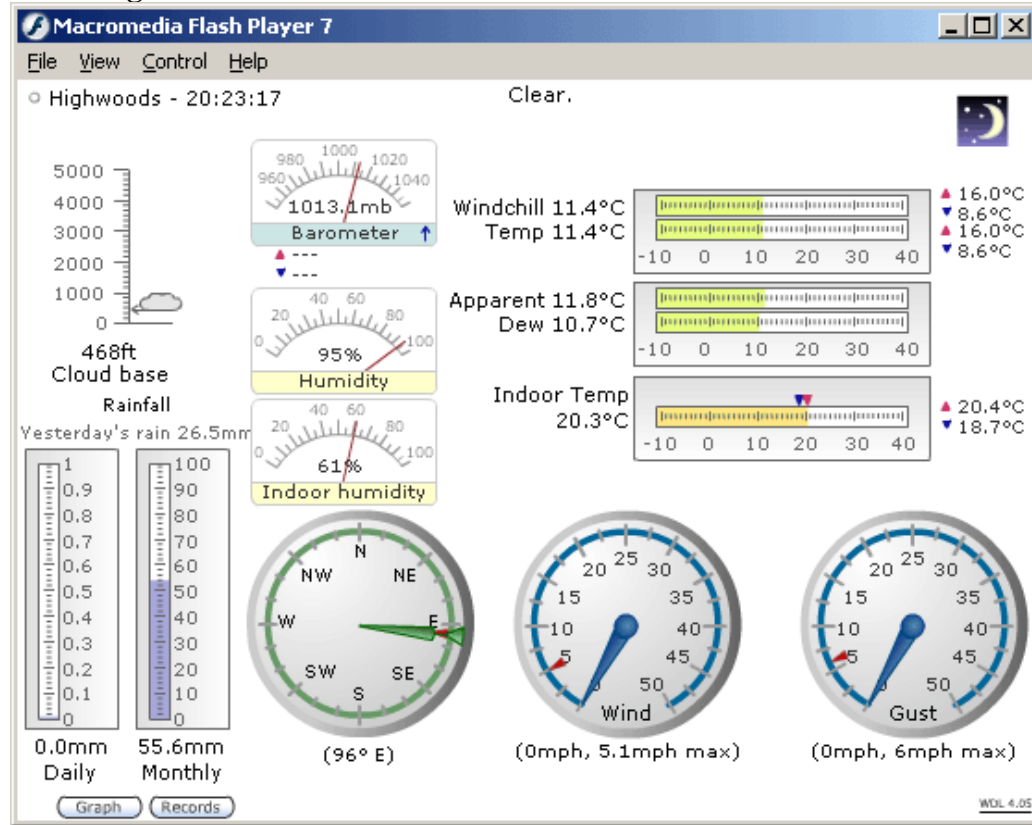 Macromedia Flash Player 7
File View Control Help
Highwoods - 20:23:17
Clear.
5000
4000
3000
2000
1000
0
468ft
Cloud base
960 980 1000 1020 1040
1013.1mb
Barometer
---
---
0 20 40 60 80 100
95%
Humidity
0 20 40 60 80 100
61%
Indoor humidity
Windchill 11.4°C
Temp 11.4°C
-10 0 10 20 30 40
16.0°C
8.6°C
16.0°C
8.6°C
Apparent 11.8°C
Dew 10.7°C
-10 0 10 20 30 40
Indoor Temp
20.3°C
-10 0 10 20 30 40
20.4°C
18.7°C
Rainfall
Yesterday's rain 26.5mm
1
0.9
0.8
0.7
0.6
0.5
0.4
0.3
0.2
0.1
0
0.0mm
Daily
100
90
80
70
60
50
40
30
20
10
0
55.6mm
Monthly
Graph Records
N
NW NE
W E
SW SE
S
(96° E)
0 5 10 15 20 25 30 35 40 45 50
Wind
(0mph, 5.1mph max)
5 10 15 20 25 30 35 40 45 50
Gust
(0mph, 6mph max)
WDL 4.05